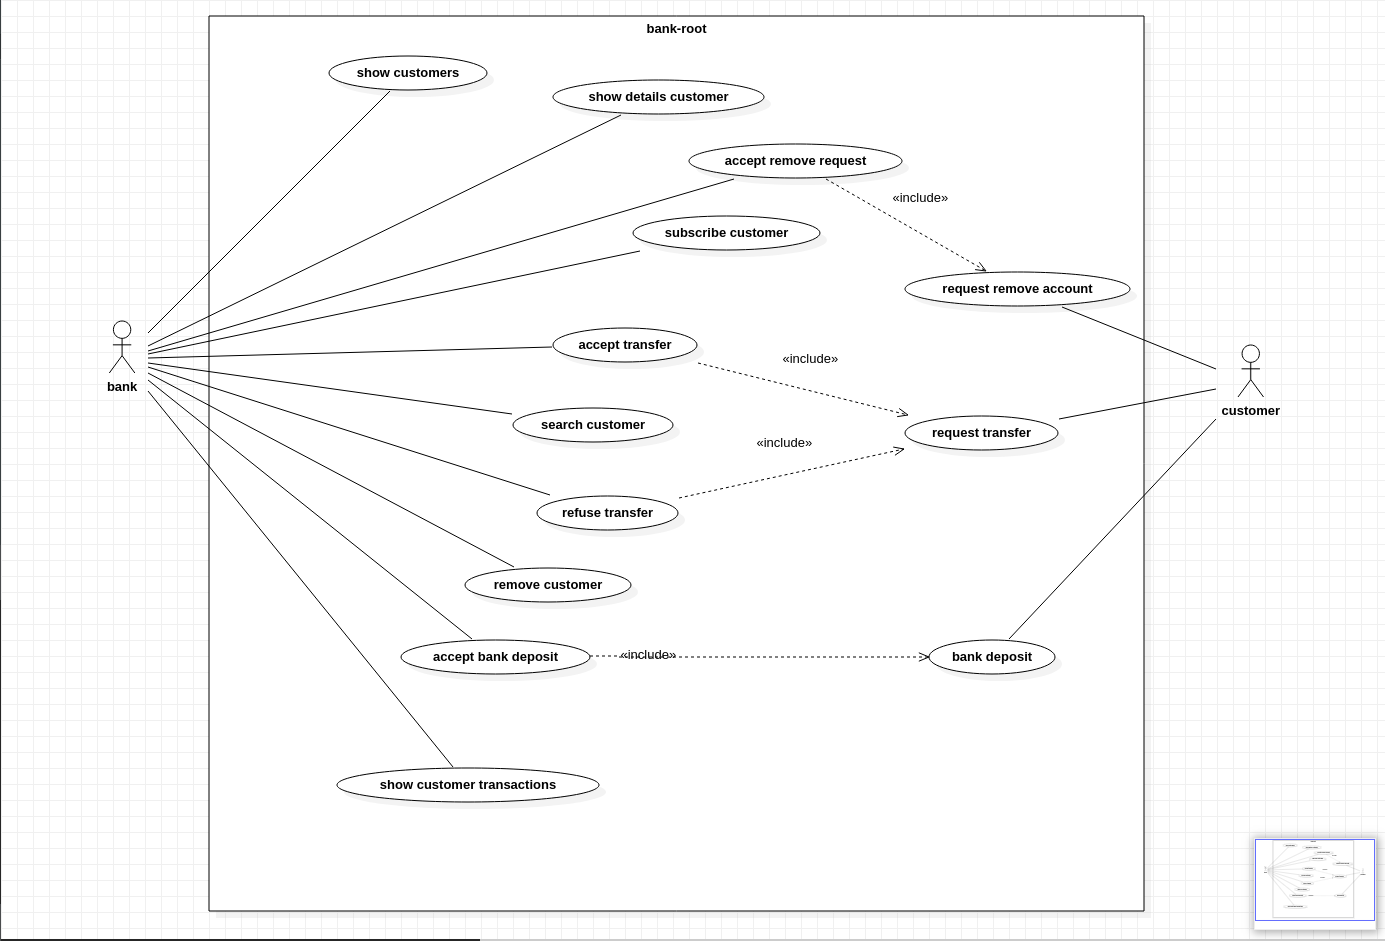 bank-root
show customers
show details customer
accept remove request
«include»
subscribe customer
request remove account
accept transfer
«include»
bank
customer
search customer
request transfer
«include»
refuse transfer
remove customer
accept bank deposit
«include»
bank deposit
show customer transactions